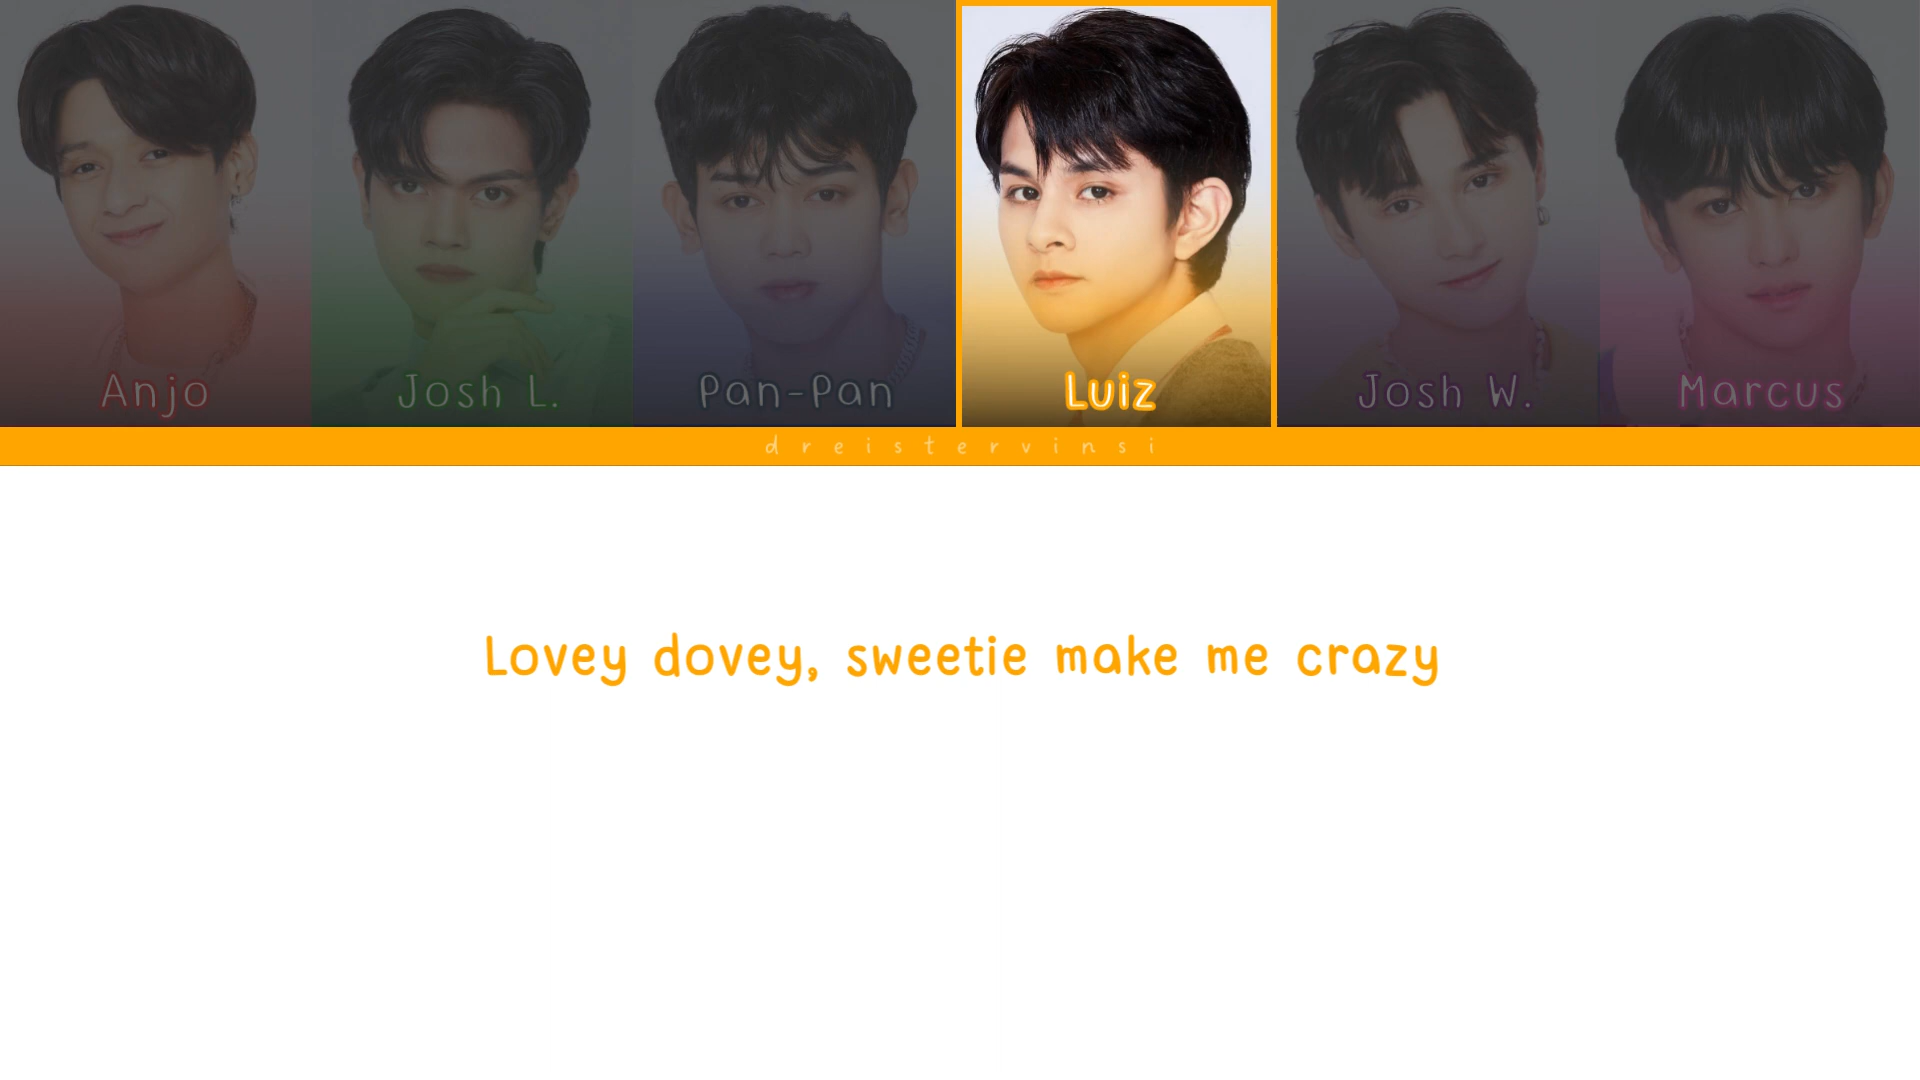 Anjo
Josh L.
Pan-Pan
Luiz
Josh W.
Marcus
dreistervinsi
Lovey dovey, sweetie make me crazy